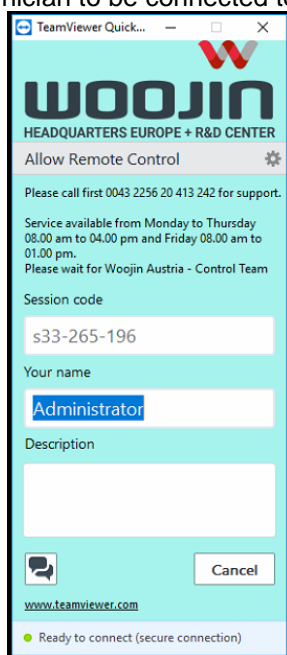 nician to be connected to
TeamViewer Quick...
WOOJIN
HEADQUARTERS EUROPE + R&D CENTER
Allow Remote Control
Please call first 0043 2256 20 413 242 for support.
Service available from Monday to Thursday
08.00 am to 04.00 pm and Friday 08.00 am to
01.00 pm.
Please wait for Woojin Austria - Control Team
Session code
s33-265-196
Your name
Administrator
Description
Cancel
www.teamviewer.com
Ready to connect (secure connection)